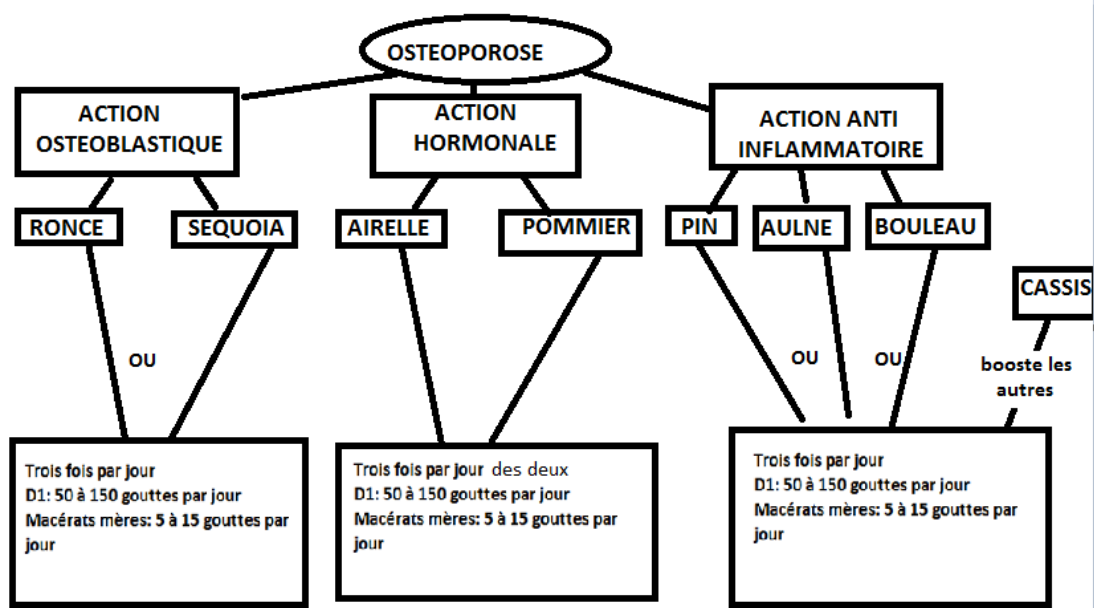 OSTEOPOROSE
ACTION
OSTEOBLASTIQUE
ACTION
HORMONALE
ACTION ANTI
INFLAMMATOIRE
RONCE
SEQUOIA
AIRELLE
POMMIER
PIN
AULNE
BOULEAU
CASSIS
OU
OU
OU
booste les
autres
Trois fois par jour
D1: 50 à 150 gouttes par jour
Macérats mères: 5 à 15 gouttes par
jour
Trois fois par jour des deux
D1: 50 à 150 gouttes par jour
Macérats mères: 5 à 15 gouttes par
jour
Trois fois par jour
D1: 50 à 150 gouttes par jour
Macérats mères: 5 à 15 gouttes par
jour